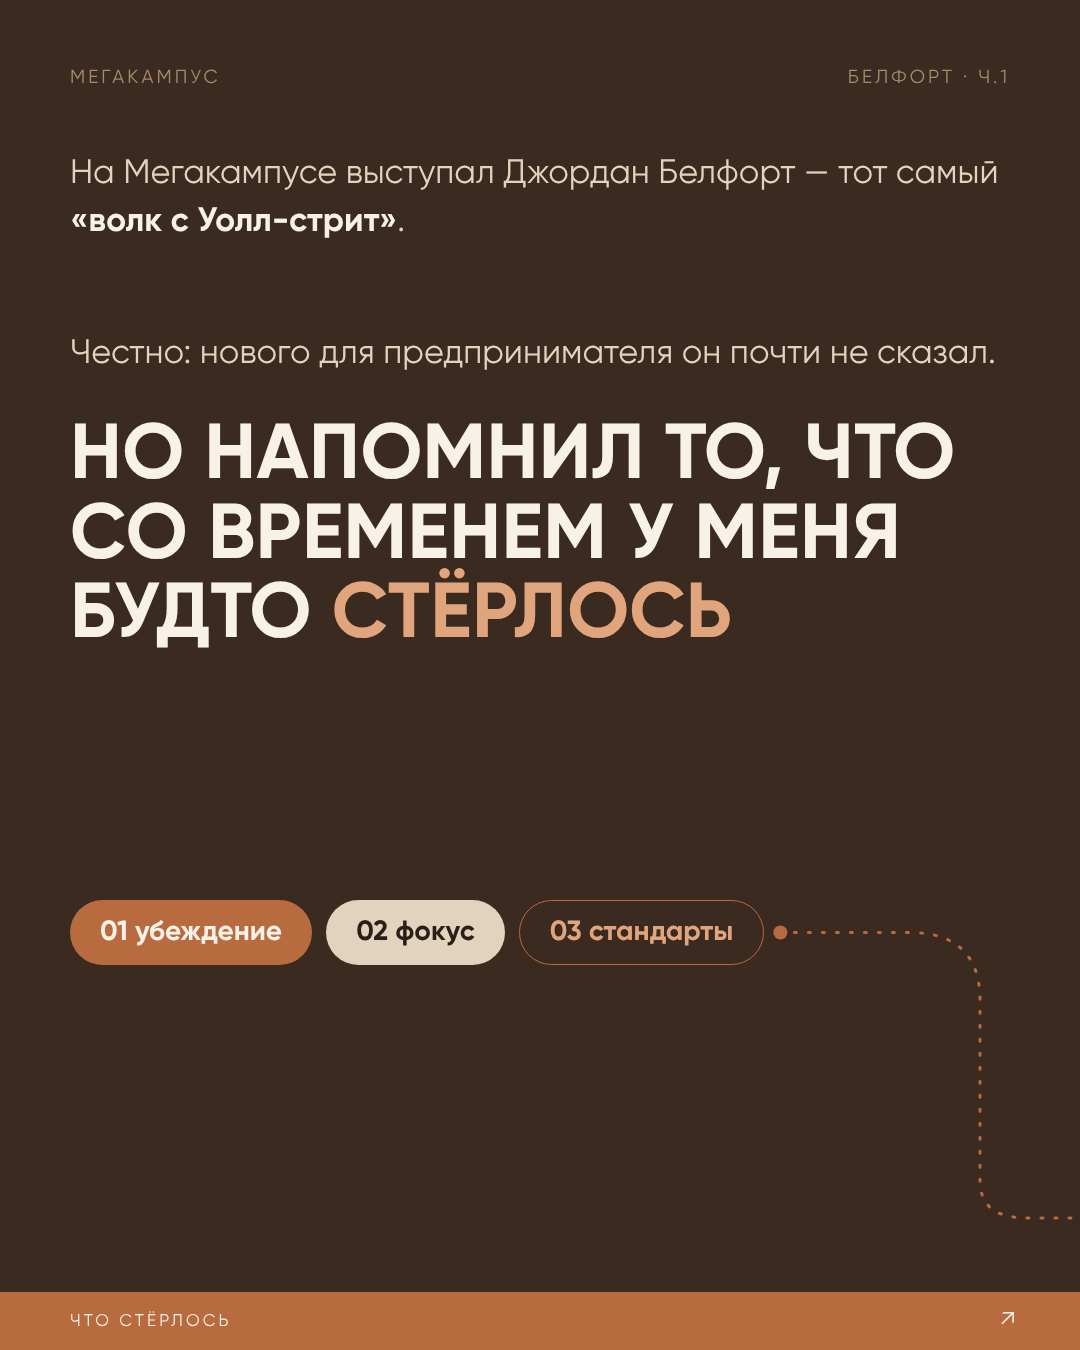 МЕГАКАМПУС
БЕЛФОРТ · Ч.1
На Мегакампусе выступал Джордан Белфорт — тот самый
«волк с Уолл-стрит».
Честно: нового для предпринимателя он почти не сказал.
НО НАПОМНИЛ ТО, ЧТО
СО ВРЕМЕНЕМ У МЕНЯ
БУДТО СТЁРЛОСЬ
01 убеждение
02 фокус
03 стандарты
ЧТО СТЁРЛОСЬ